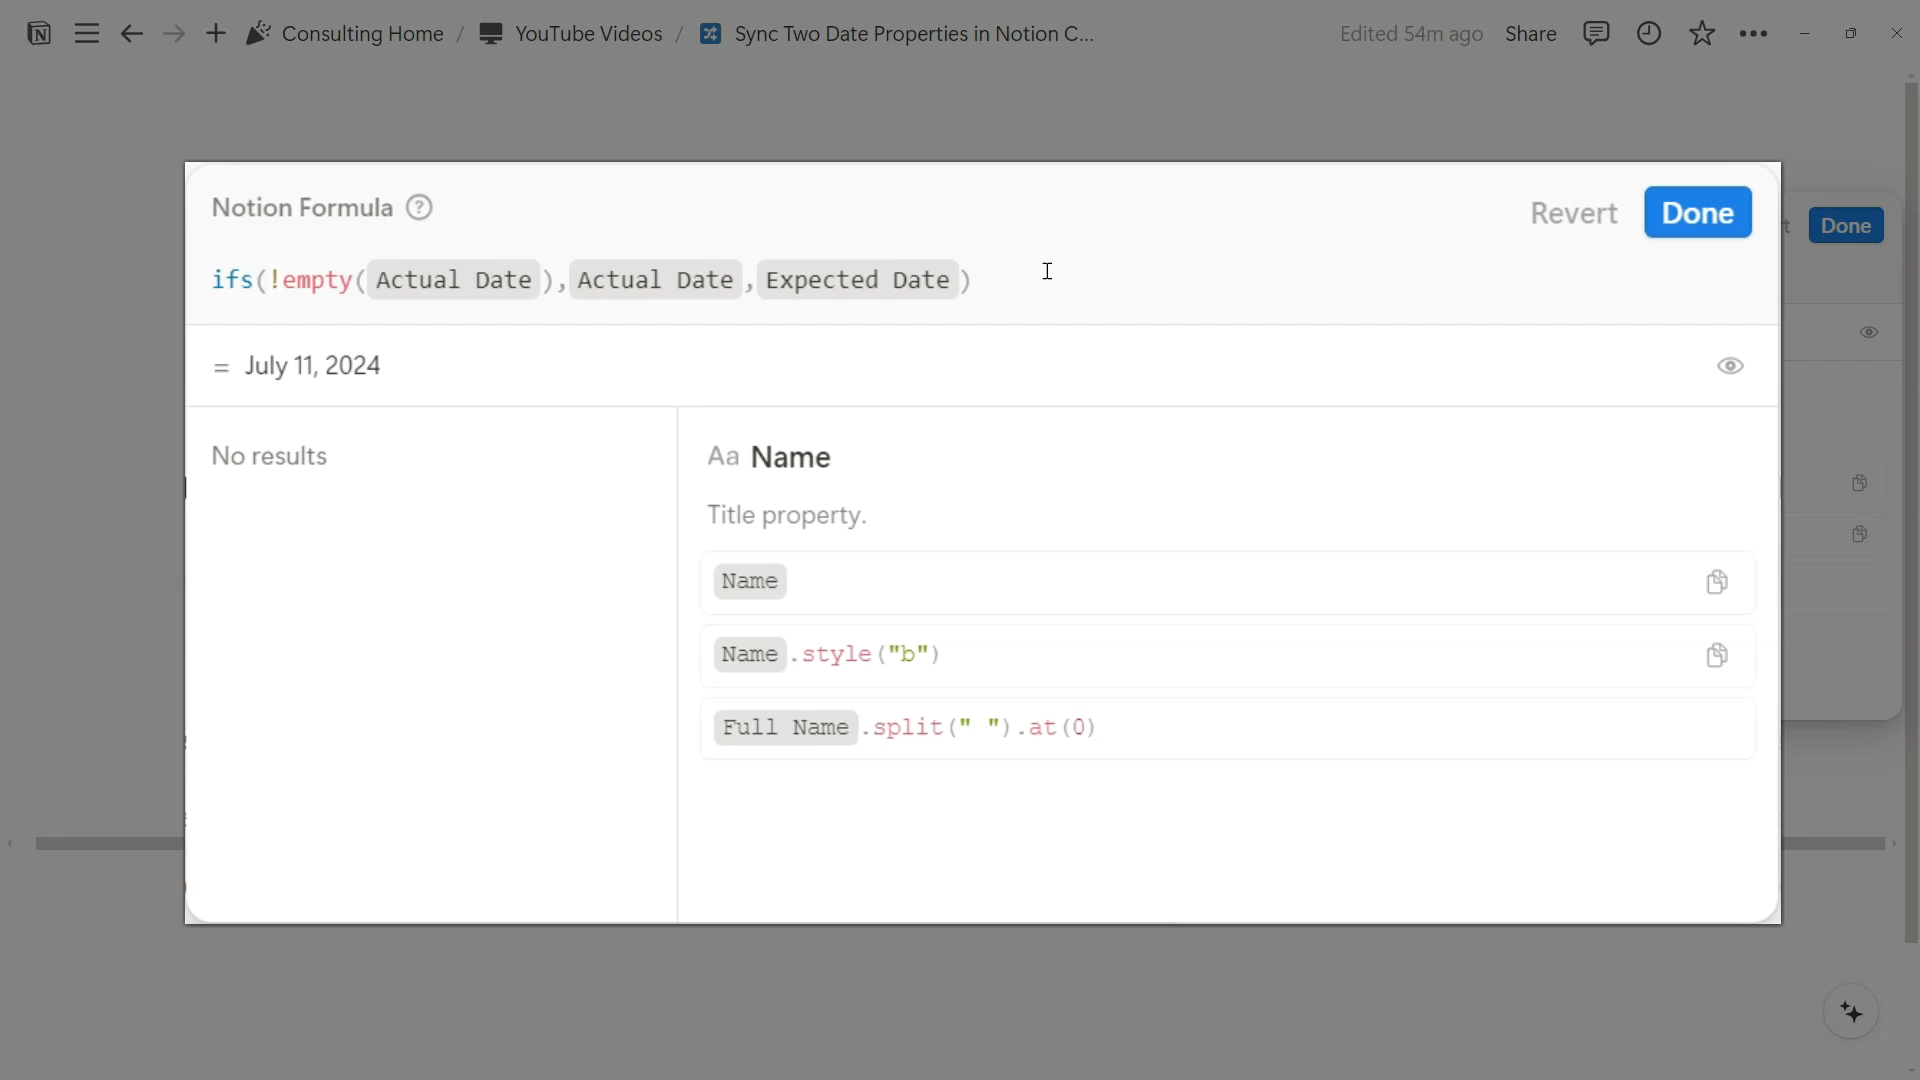 Consulting Home / YouTube Videos / Sync Two Date Properties in Notion C... Edited 54m ago Share
Notion Formula
Revert Done
t Done
ifs(!empty(Actual Date),Actual Date,Expected Date)
= July 11, 2024
No results
Aa Name
Title property.
Name
Name.style("b")
Full Name.split(" ").at(0)